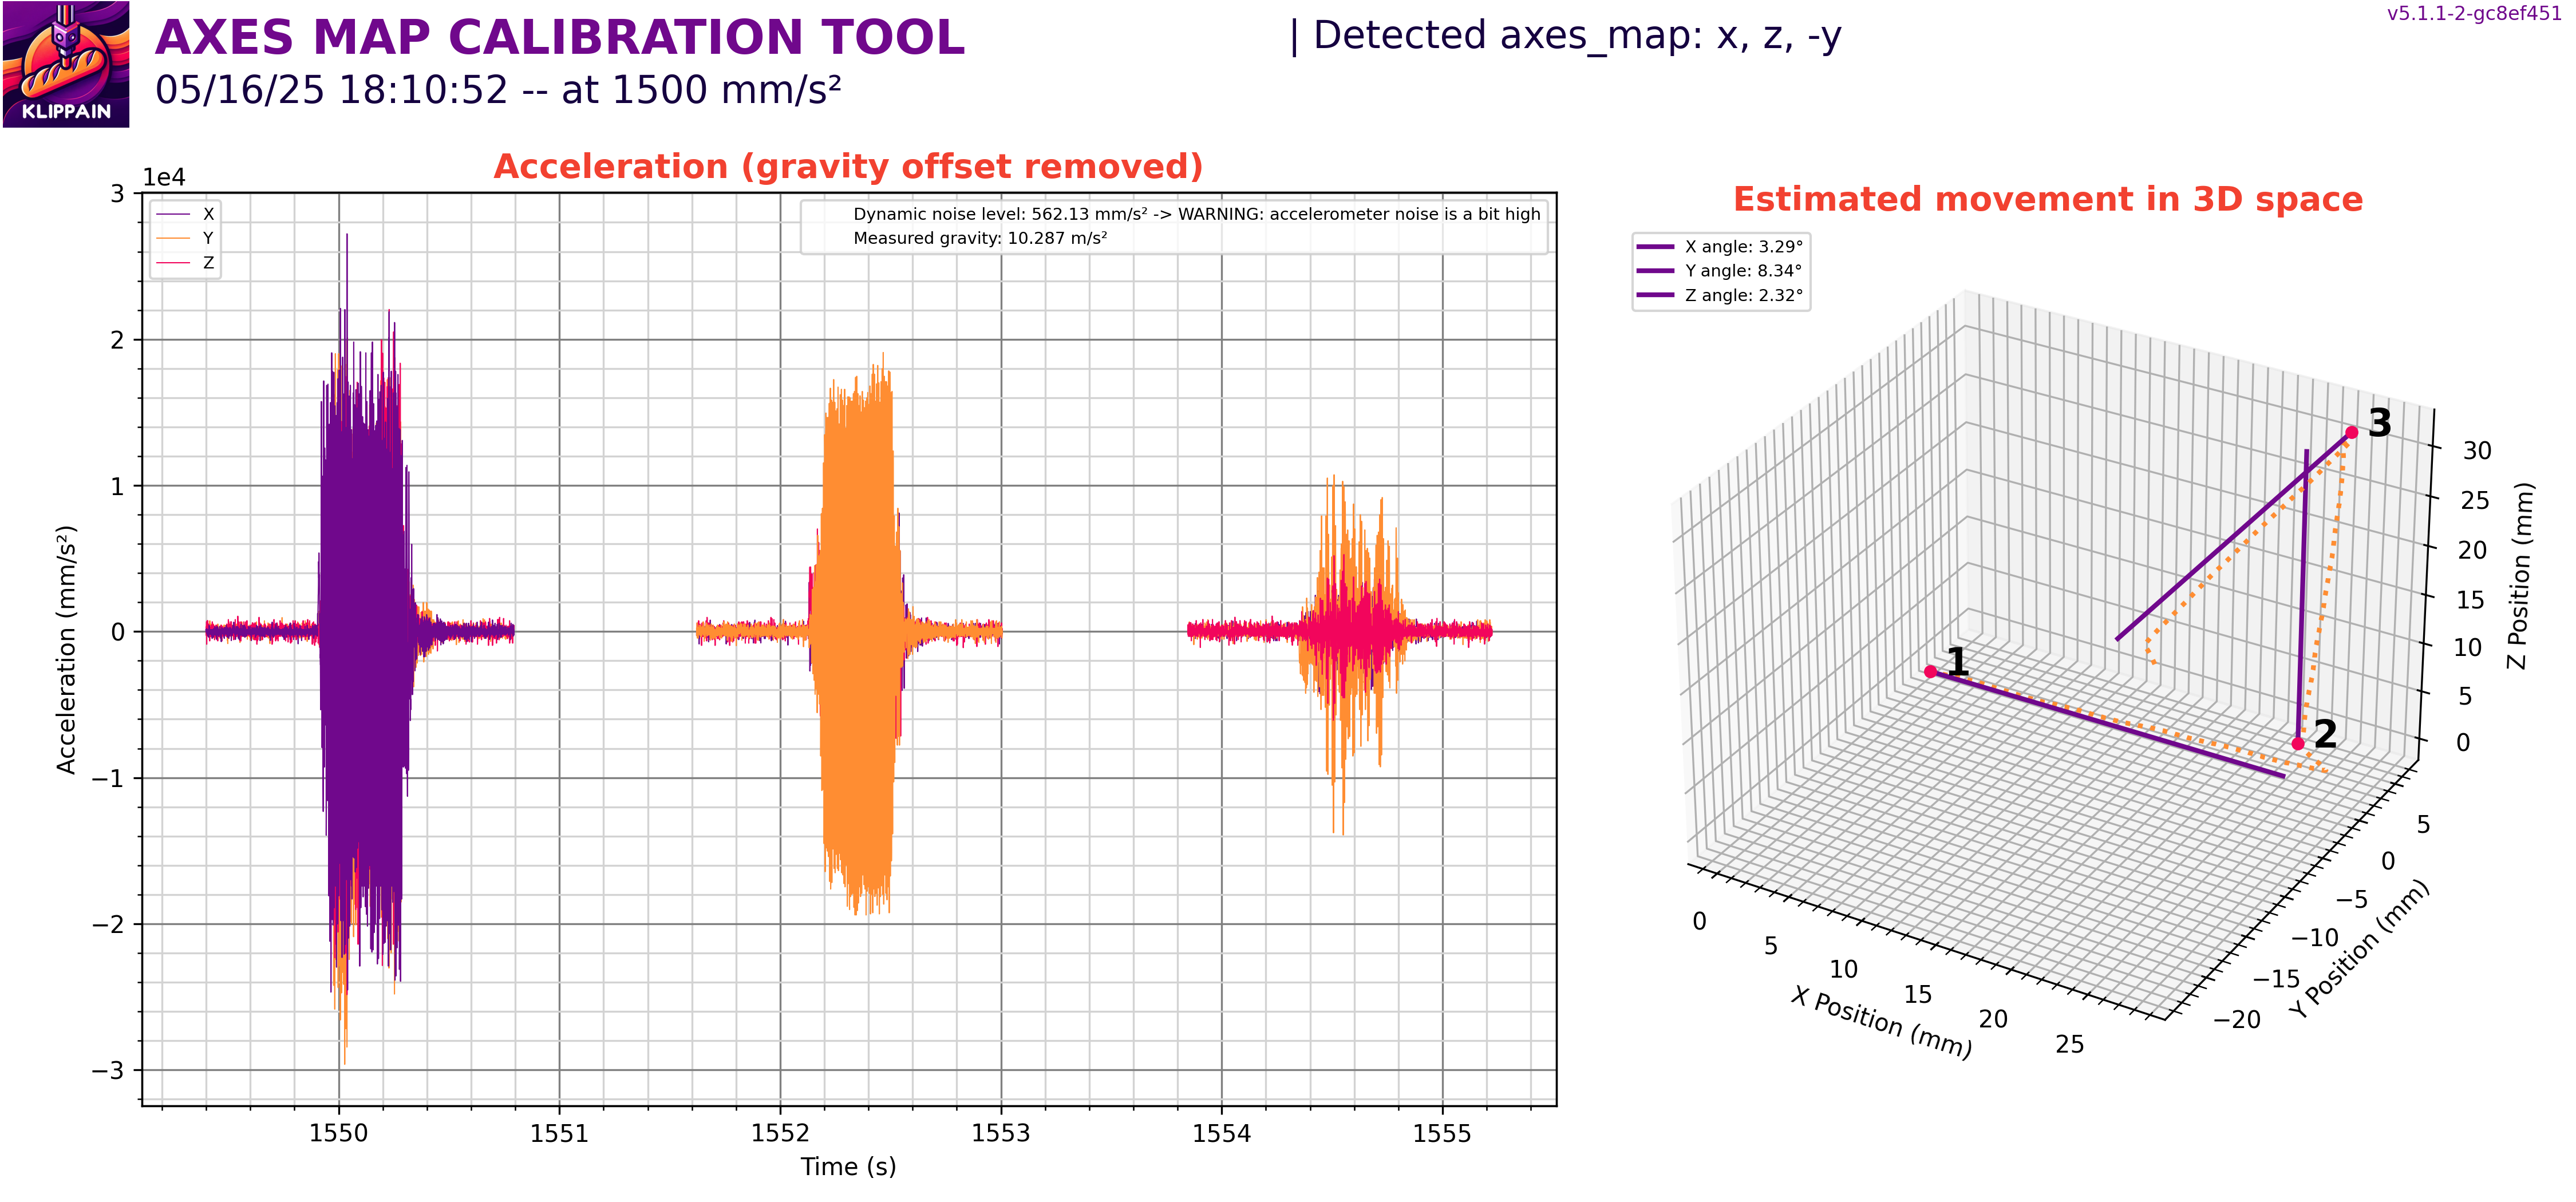 KLIPPAIN
AXES MAP CALIBRATION TOOL
05/16/25 18:10:52 -- at 1500 mm/s²
| Detected axes_map: x, z, -y
v5.1.1-2-gc8ef451
Acceleration (gravity offset removed)
1e4
X
Y
Z
Dynamic noise level: 562.13 mm/s² -> WARNING: accelerometer noise is a bit high
Measured gravity: 10.287 m/s²
3
2
1
0
−1
−2
−3
Acceleration (mm/s²)
1550
1551
1552
1553
1554
1555
Time (s)
Estimated movement in 3D space
X angle: 3.29°
Y angle: 8.34°
Z angle: 2.32°
1
2
3
0
5
10
15
20
25
X Position (mm)
−20
−15
−10
−5
0
5
Y Position (mm)
0
5
10
15
20
25
30
Z Position (mm)